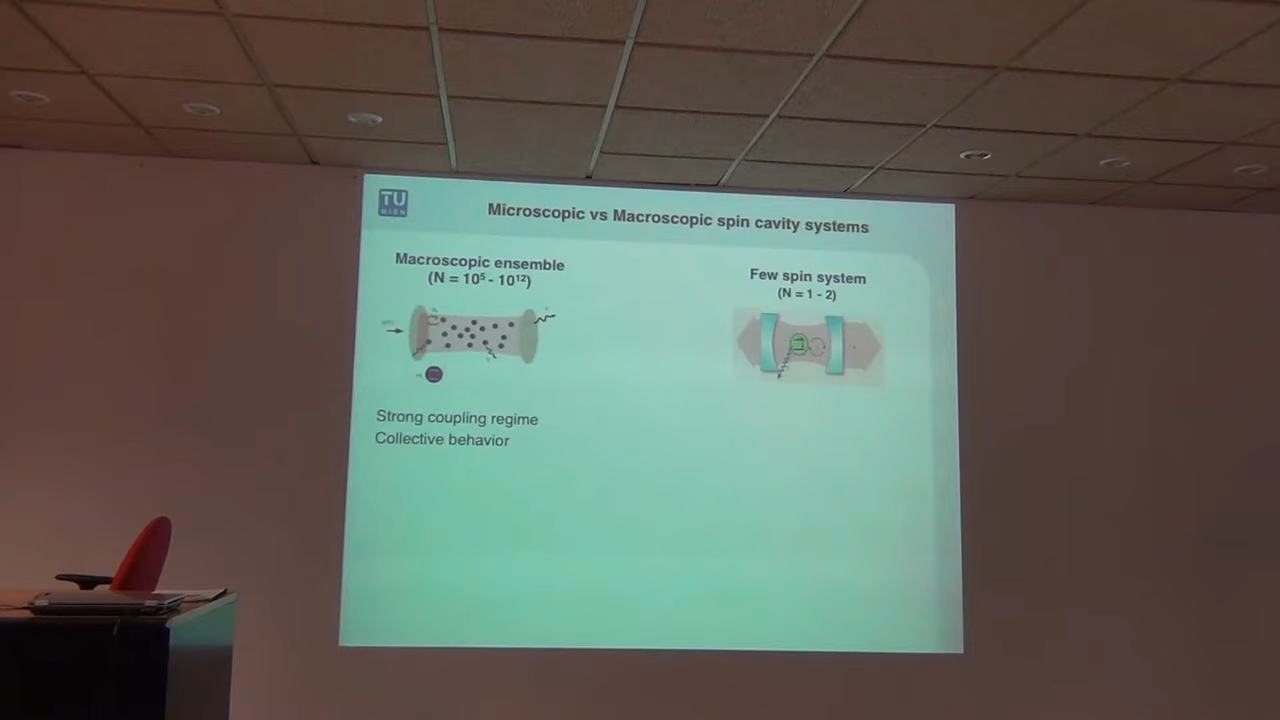 TU
WIEN
Microscopic vs Macroscopic spin cavity systems
Macroscopic ensemble
(N = 10⁵ - 10¹²)
Few spin system
(N = 1 - 2)
Strong coupling regime
Collective behavior